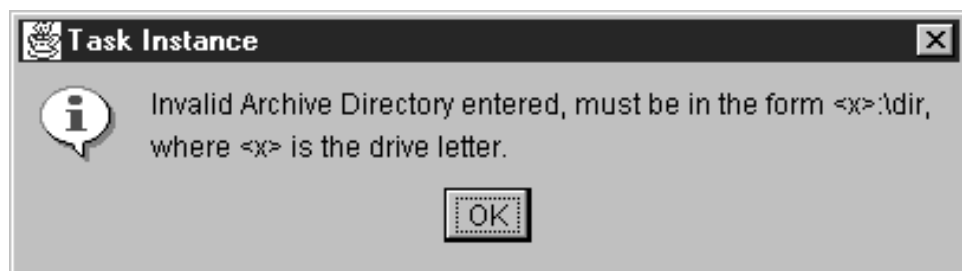 Task Instance
Invalid Archive Directory entered, must be in the form <x>:\dir,
where <x> is the drive letter.
OK